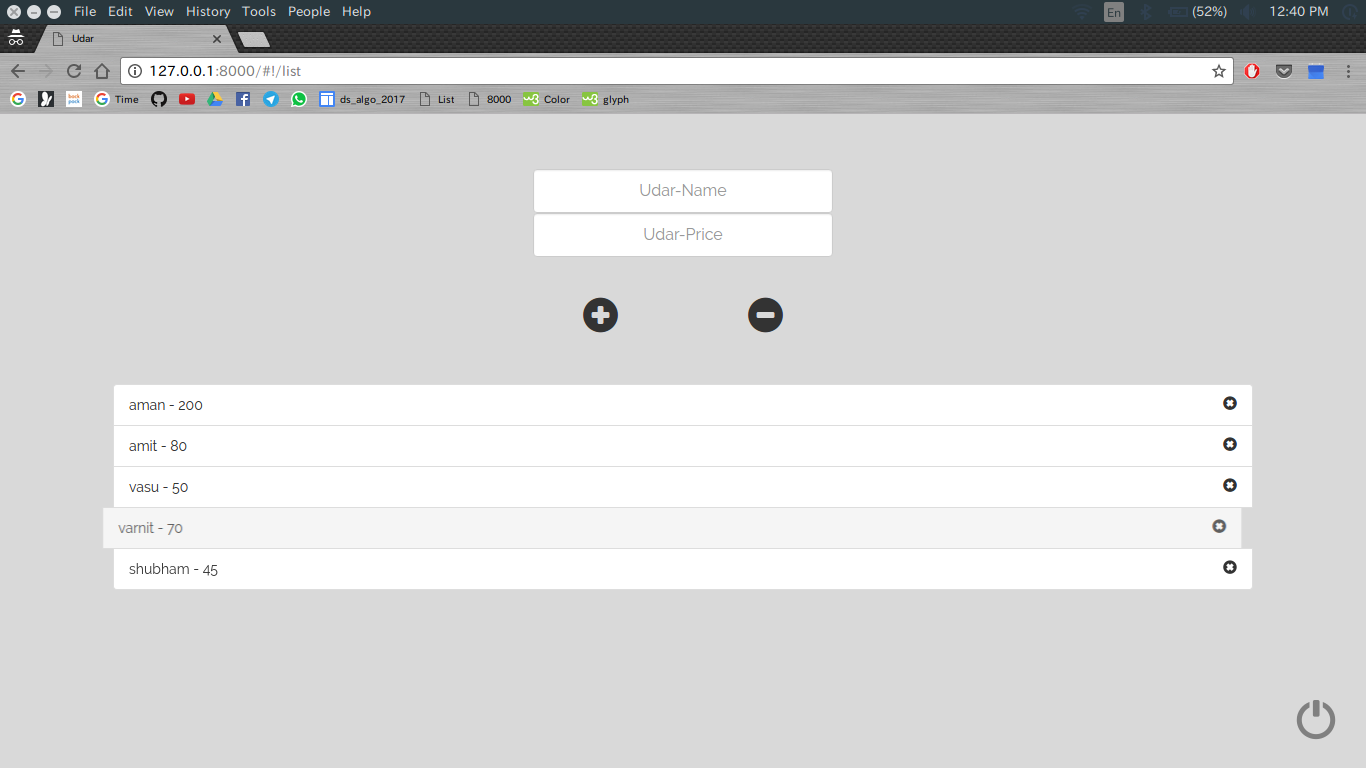 File Edit View History Tools People Help En (52%) 12:40 PM
Udar
127.0.0.1:8000/#!/list
Time ds_algo_2017 List 8000 Color glyph
Udar-Name
Udar-Price
aman - 200
amit - 80
vasu - 50
varnit - 70
shubham - 45